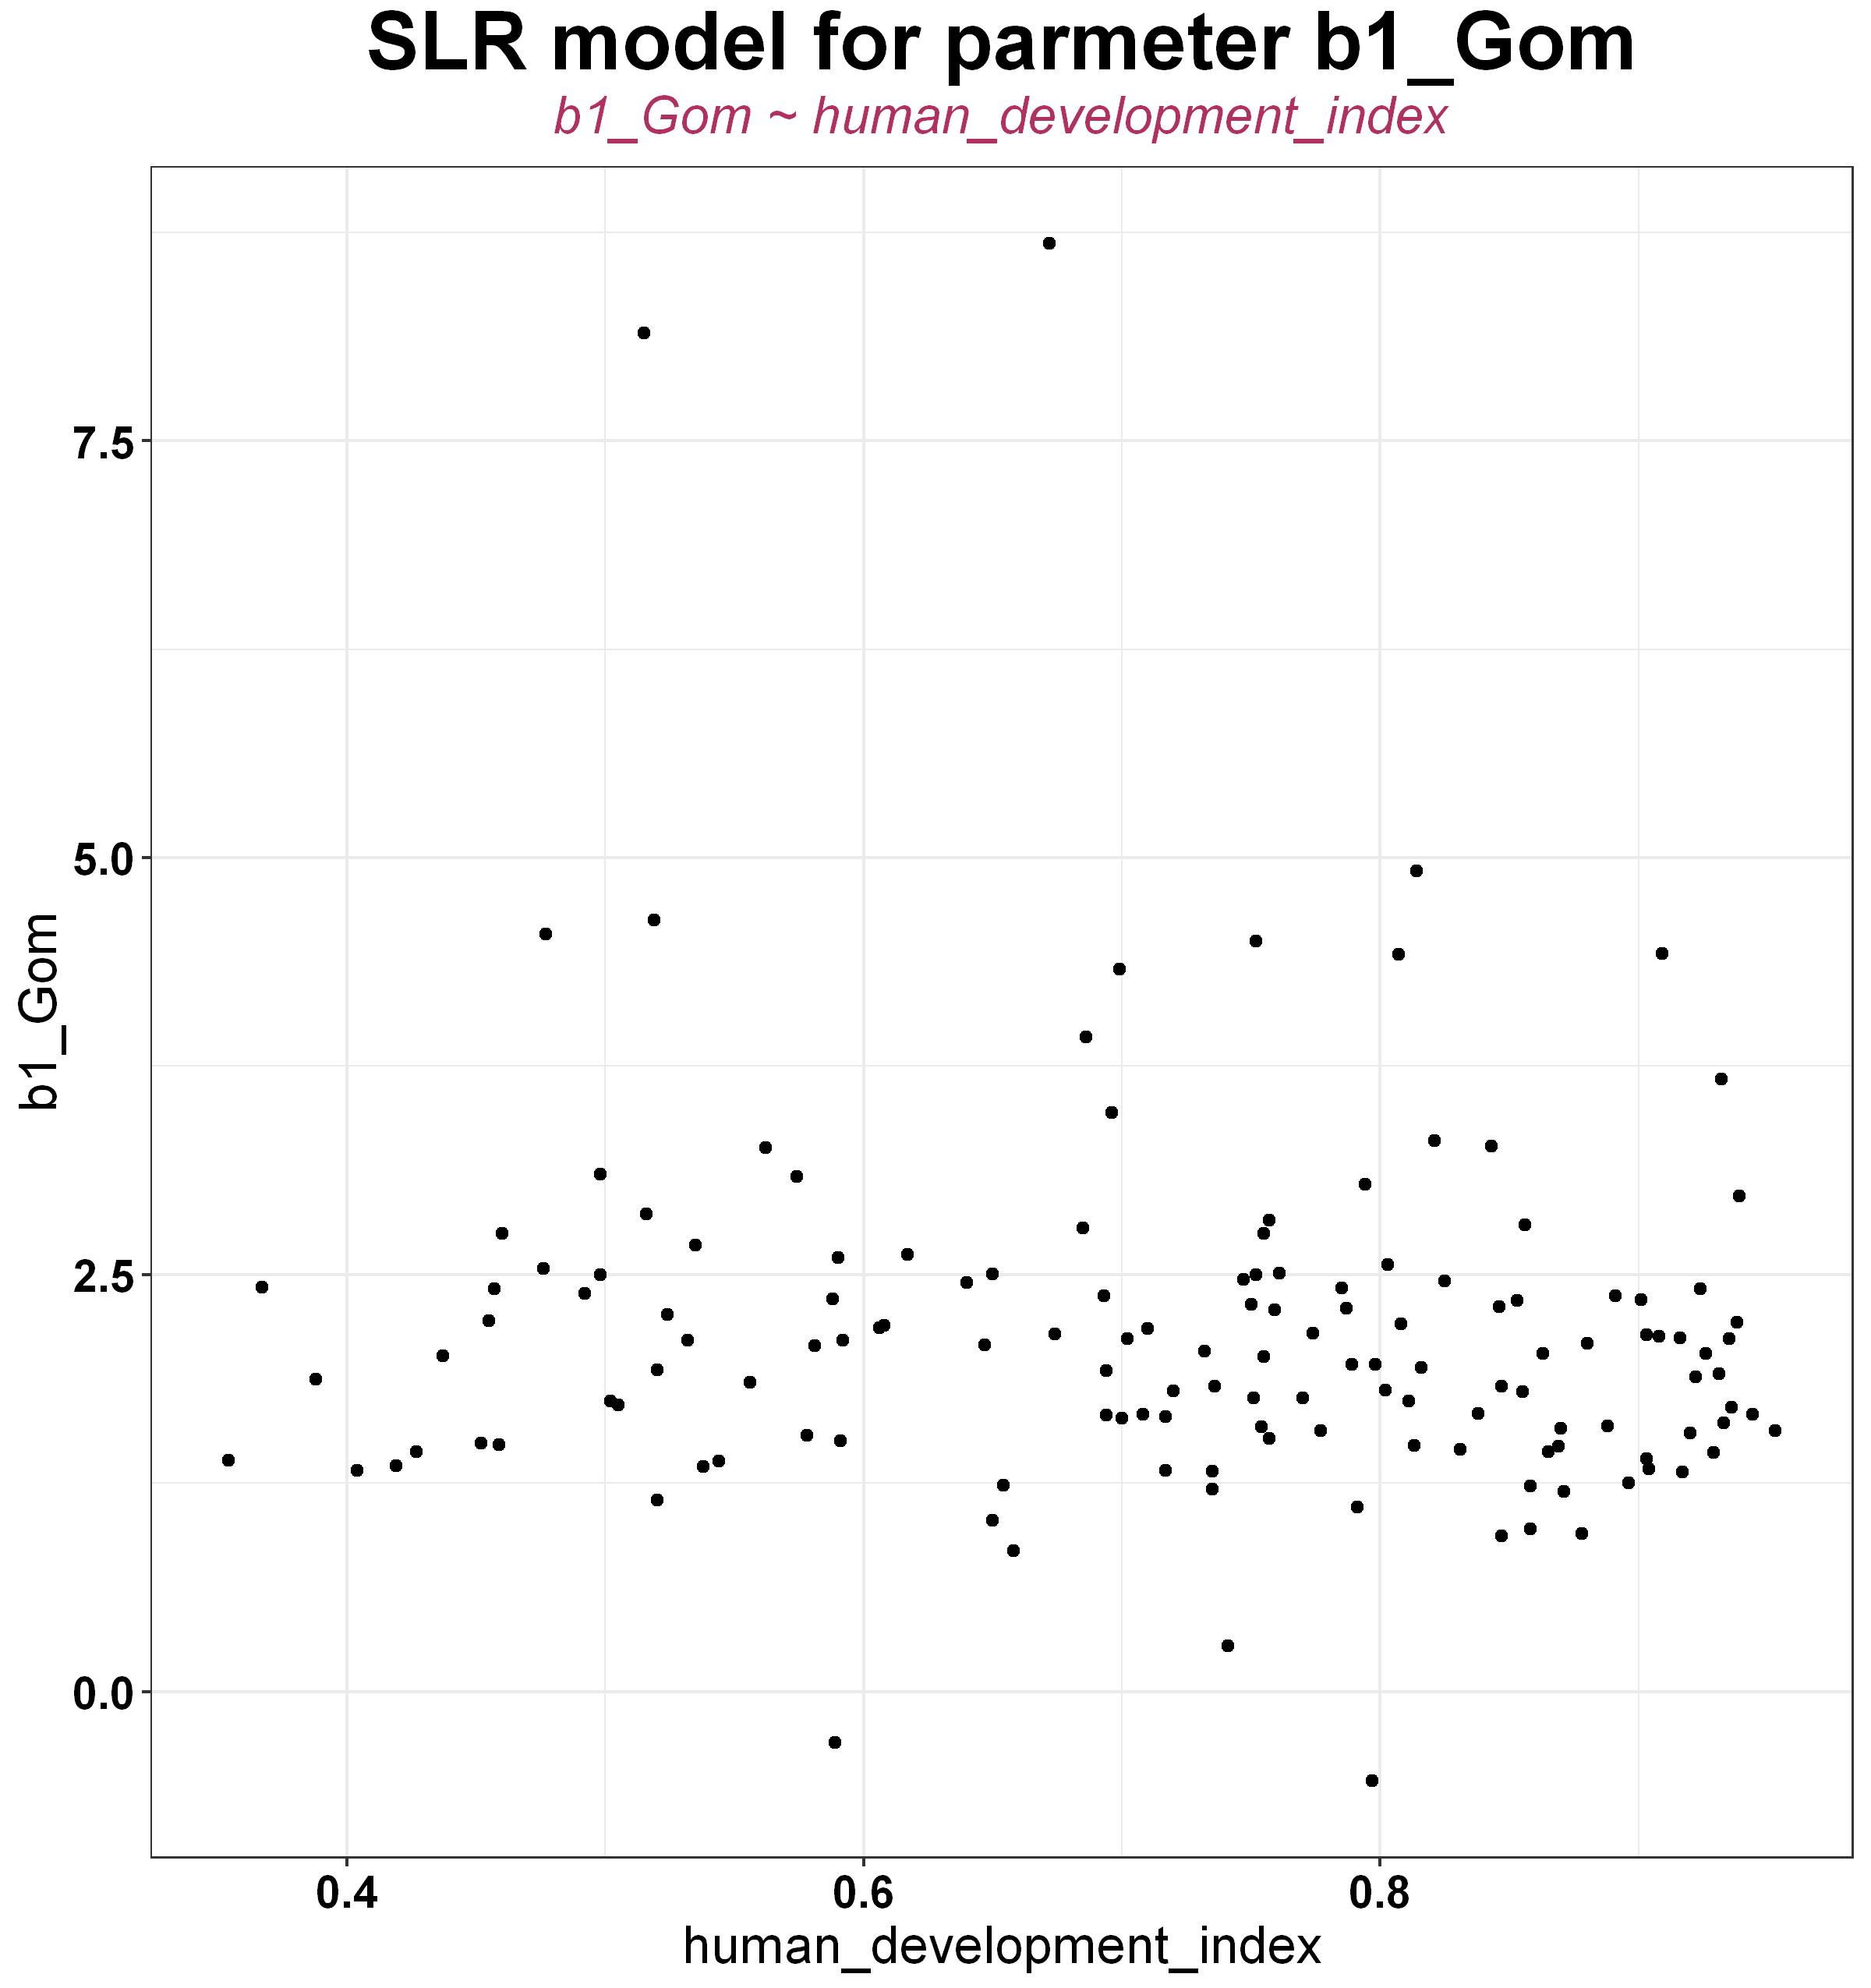 SLR model for parmeter b1_Gom
b1_Gom ~ human_development_index
7.5
5.0
2.5
0.0
b1_Gom
0.4
0.6
0.8
human_development_index